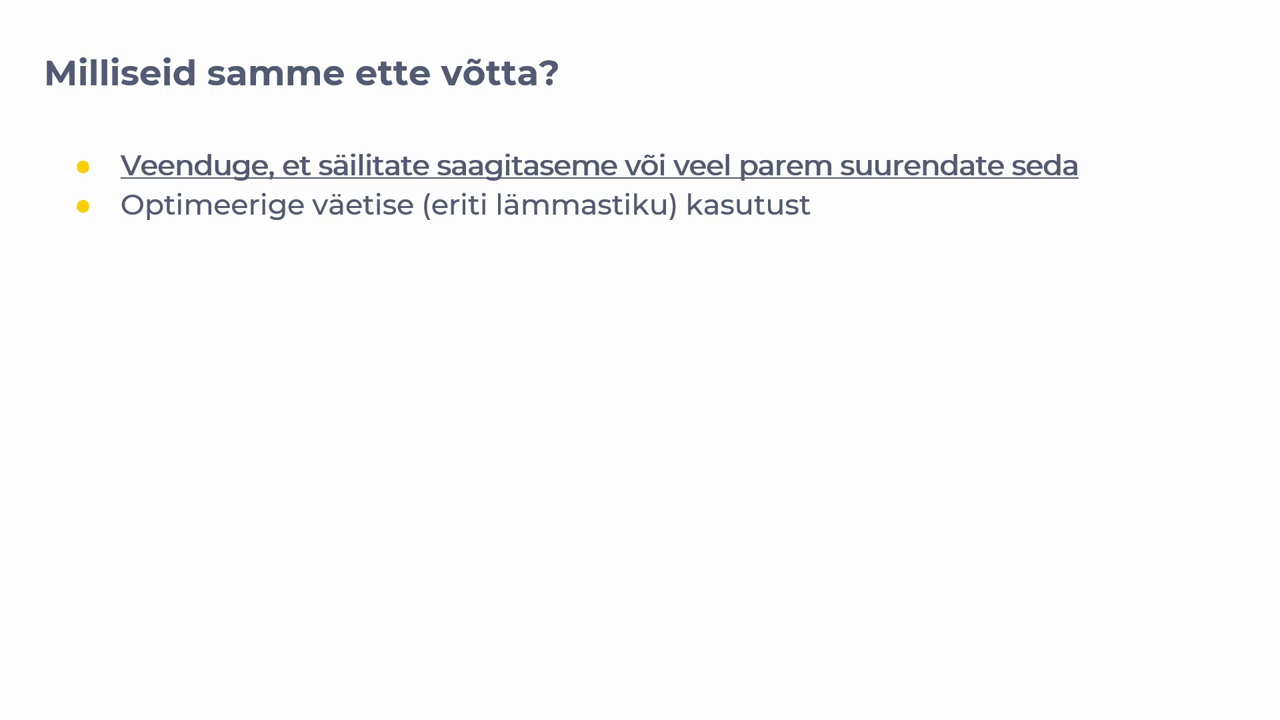 Milliseid samme ette võtta?
● Veenduge, et säilitate saagitaseme või veel parem suurendate seda
● Optimeerige väetise (eriti lämmastiku) kasutust